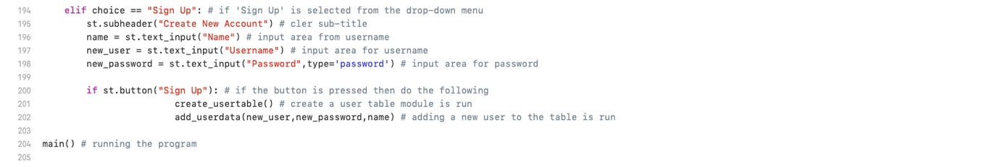 194 elif choice == "Sign Up": # if 'Sign Up' is selected from the drop-down menu
195 st.subheader("Create New Account") # cler sub-title
196 name = st.text_input("Name") # input area from username
197 new_user = st.text_input("Username") # input area for username
198 new_password = st.text_input("Password",type='password') # input area for password
199
200 if st.button("Sign Up"): # if the button is pressed then do the following
201 create_usertable() # create a user table module is run
202 add_userdata(new_user,new_password,name) # adding a new user to the table is run
203
204 main() # running the program
205